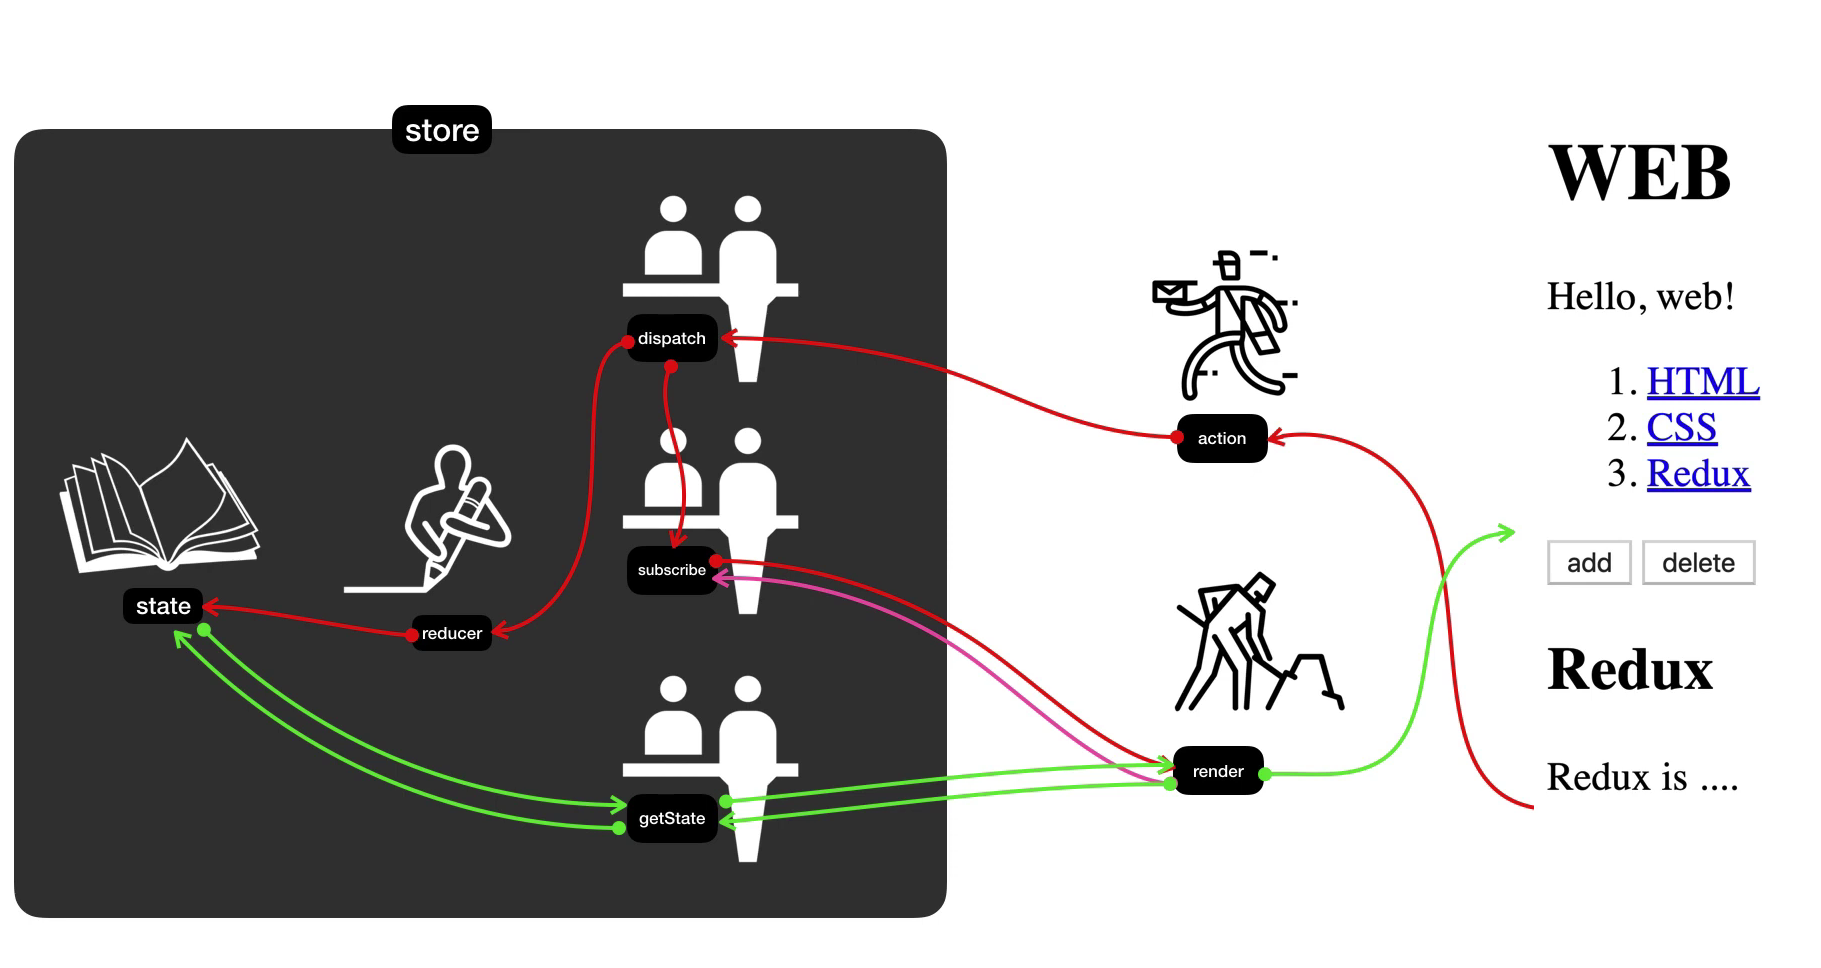 store
dispatch
subscribe
state
reducer
getState
action
render
WEB
Hello, web!
1. HTML
2. CSS
3. Redux
add delete
Redux
Redux is ....